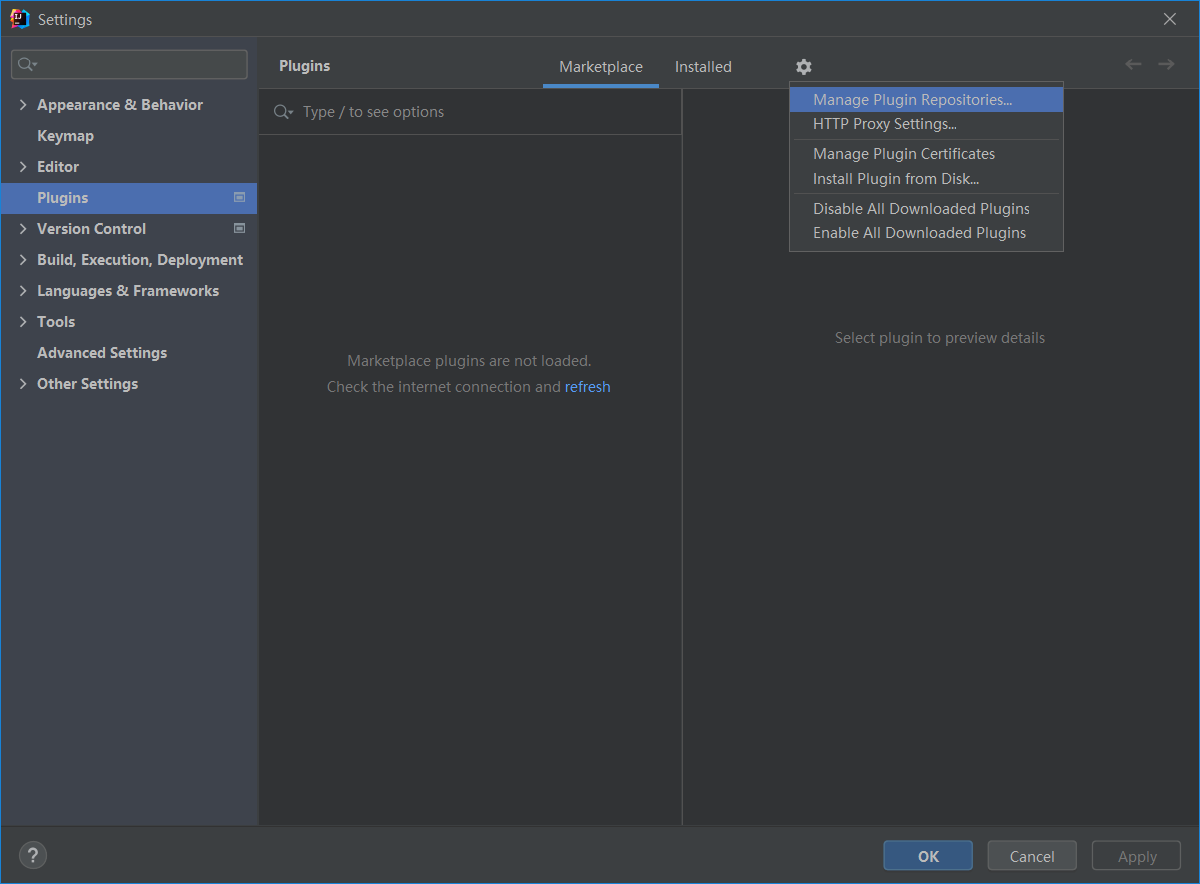 Settings
Plugins
Marketplace
Installed
Appearance & Behavior
Keymap
Editor
Plugins
Version Control
Build, Execution, Deployment
Languages & Frameworks
Tools
Advanced Settings
Other Settings
Type / to see options
Marketplace plugins are not loaded.
Check the internet connection and refresh
Manage Plugin Repositories...
HTTP Proxy Settings...
Manage Plugin Certificates
Install Plugin from Disk...
Disable All Downloaded Plugins
Enable All Downloaded Plugins
Select plugin to preview details
?
OK
Cancel
Apply